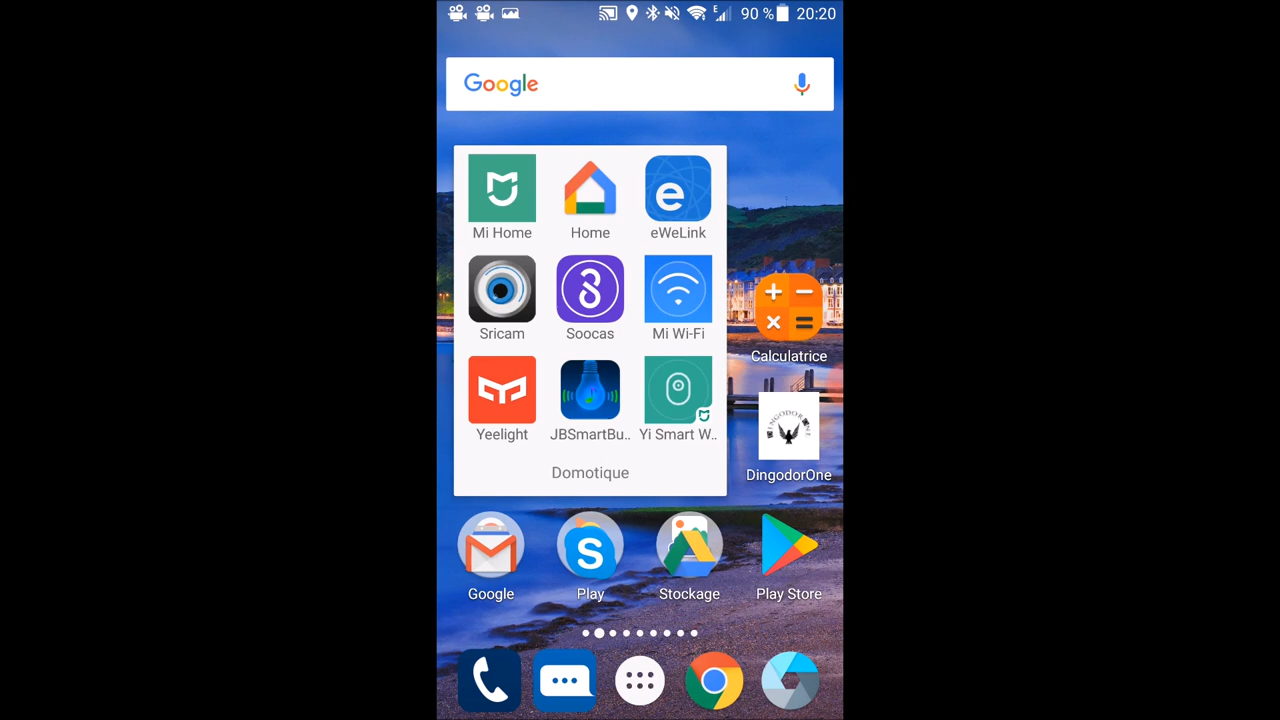 E 90 % 20:20
Google
Mi Home Home eWeLink
Sricam Soocas Mi Wi-Fi
Calculatrice
Yeelight JBSmartBu.. Yi Smart W..
Domotique
DINGODORONE
DingodorOne
Google Play Stockage Play Store